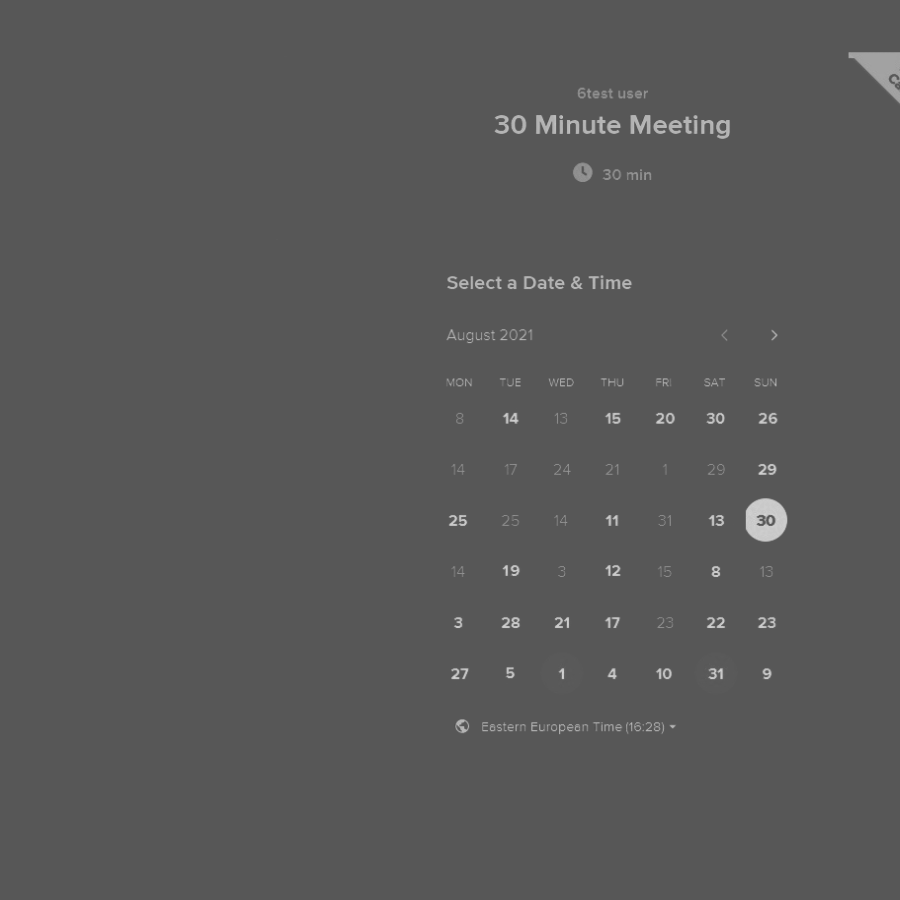 6test user
30 Minute Meeting
30 min
Select a Date & Time
August 2021
MON TUE WED THU FRI SAT SUN
8 14 13 15 20 30 26
14 17 24 21 1 29 29
25 25 14 11 31 13 30
14 19 3 12 15 8 13
3 28 21 17 23 22 23
27 5 1 4 10 31 9
Eastern European Time (16:28)